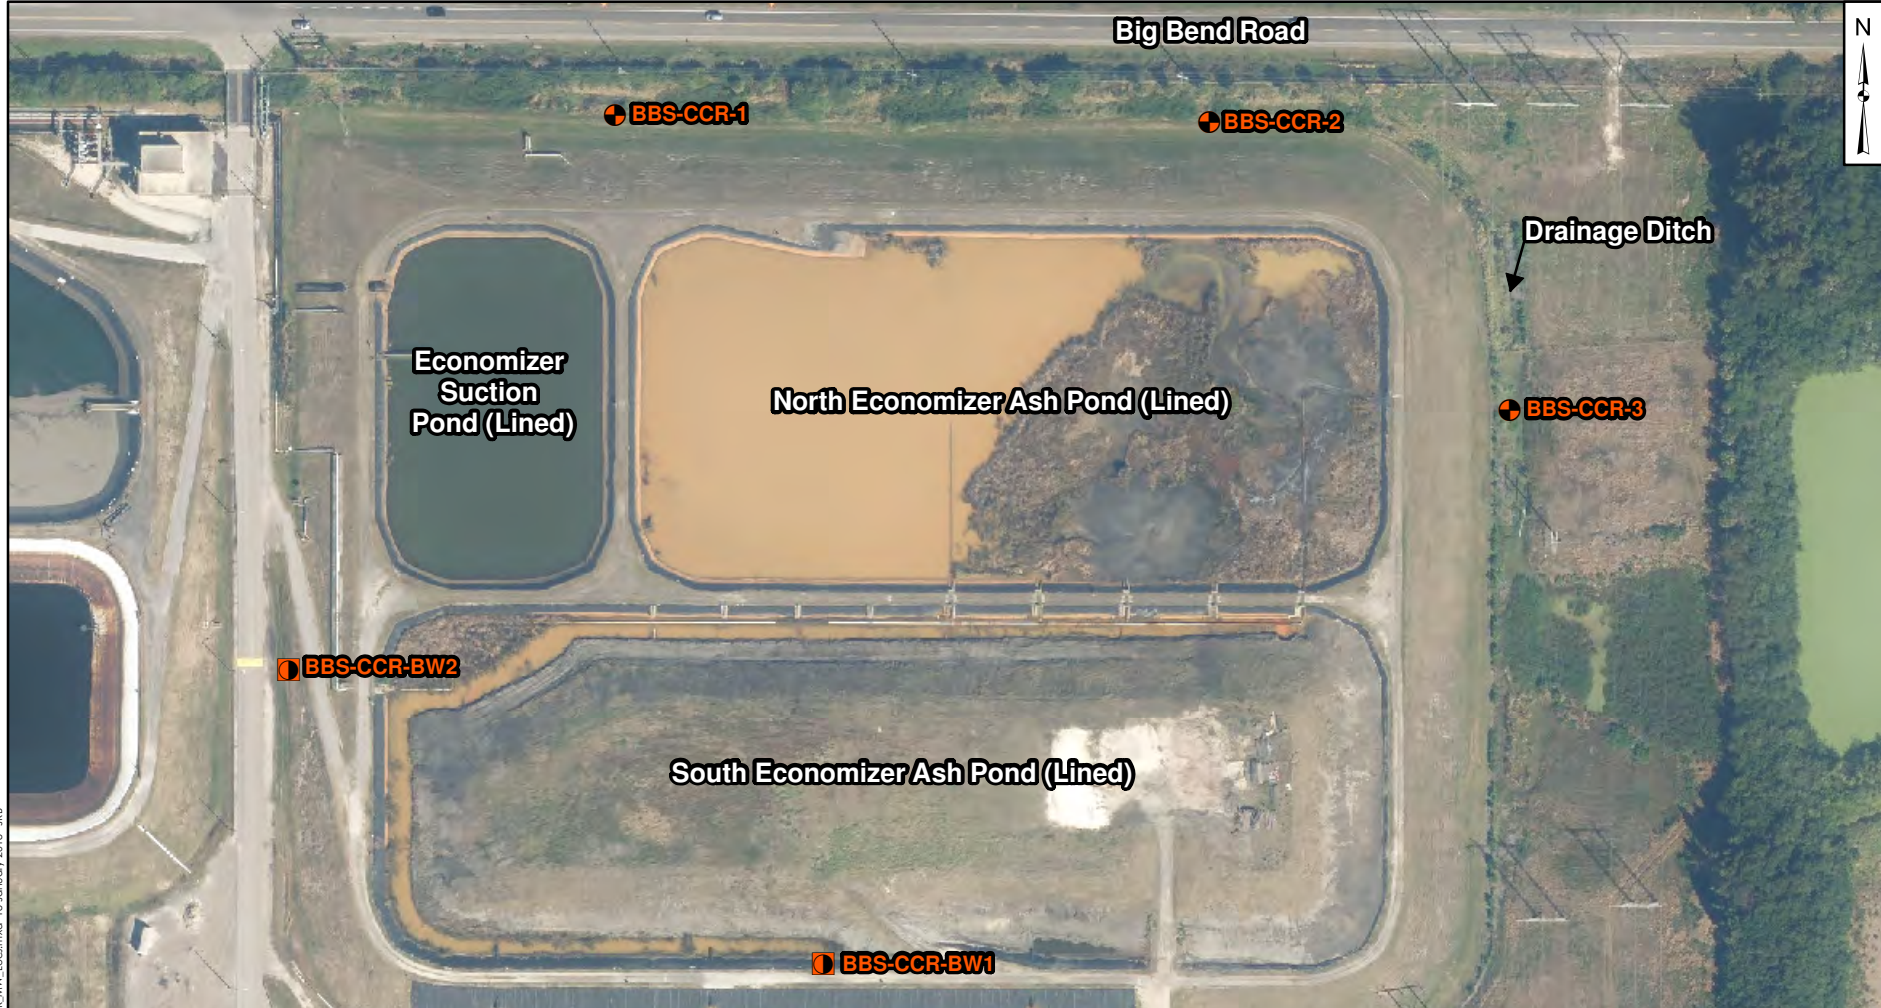 Big Bend Road
N
BBS-CCR-1
BBS-CCR-2
Drainage Ditch
Economizer
Suction
Pond (Lined)
North Economizer Ash Pond (Lined)
BBS-CCR-3
BBS-CCR-BW2
South Economizer Ash Pond (Lined)
BBS-CCR-BW1